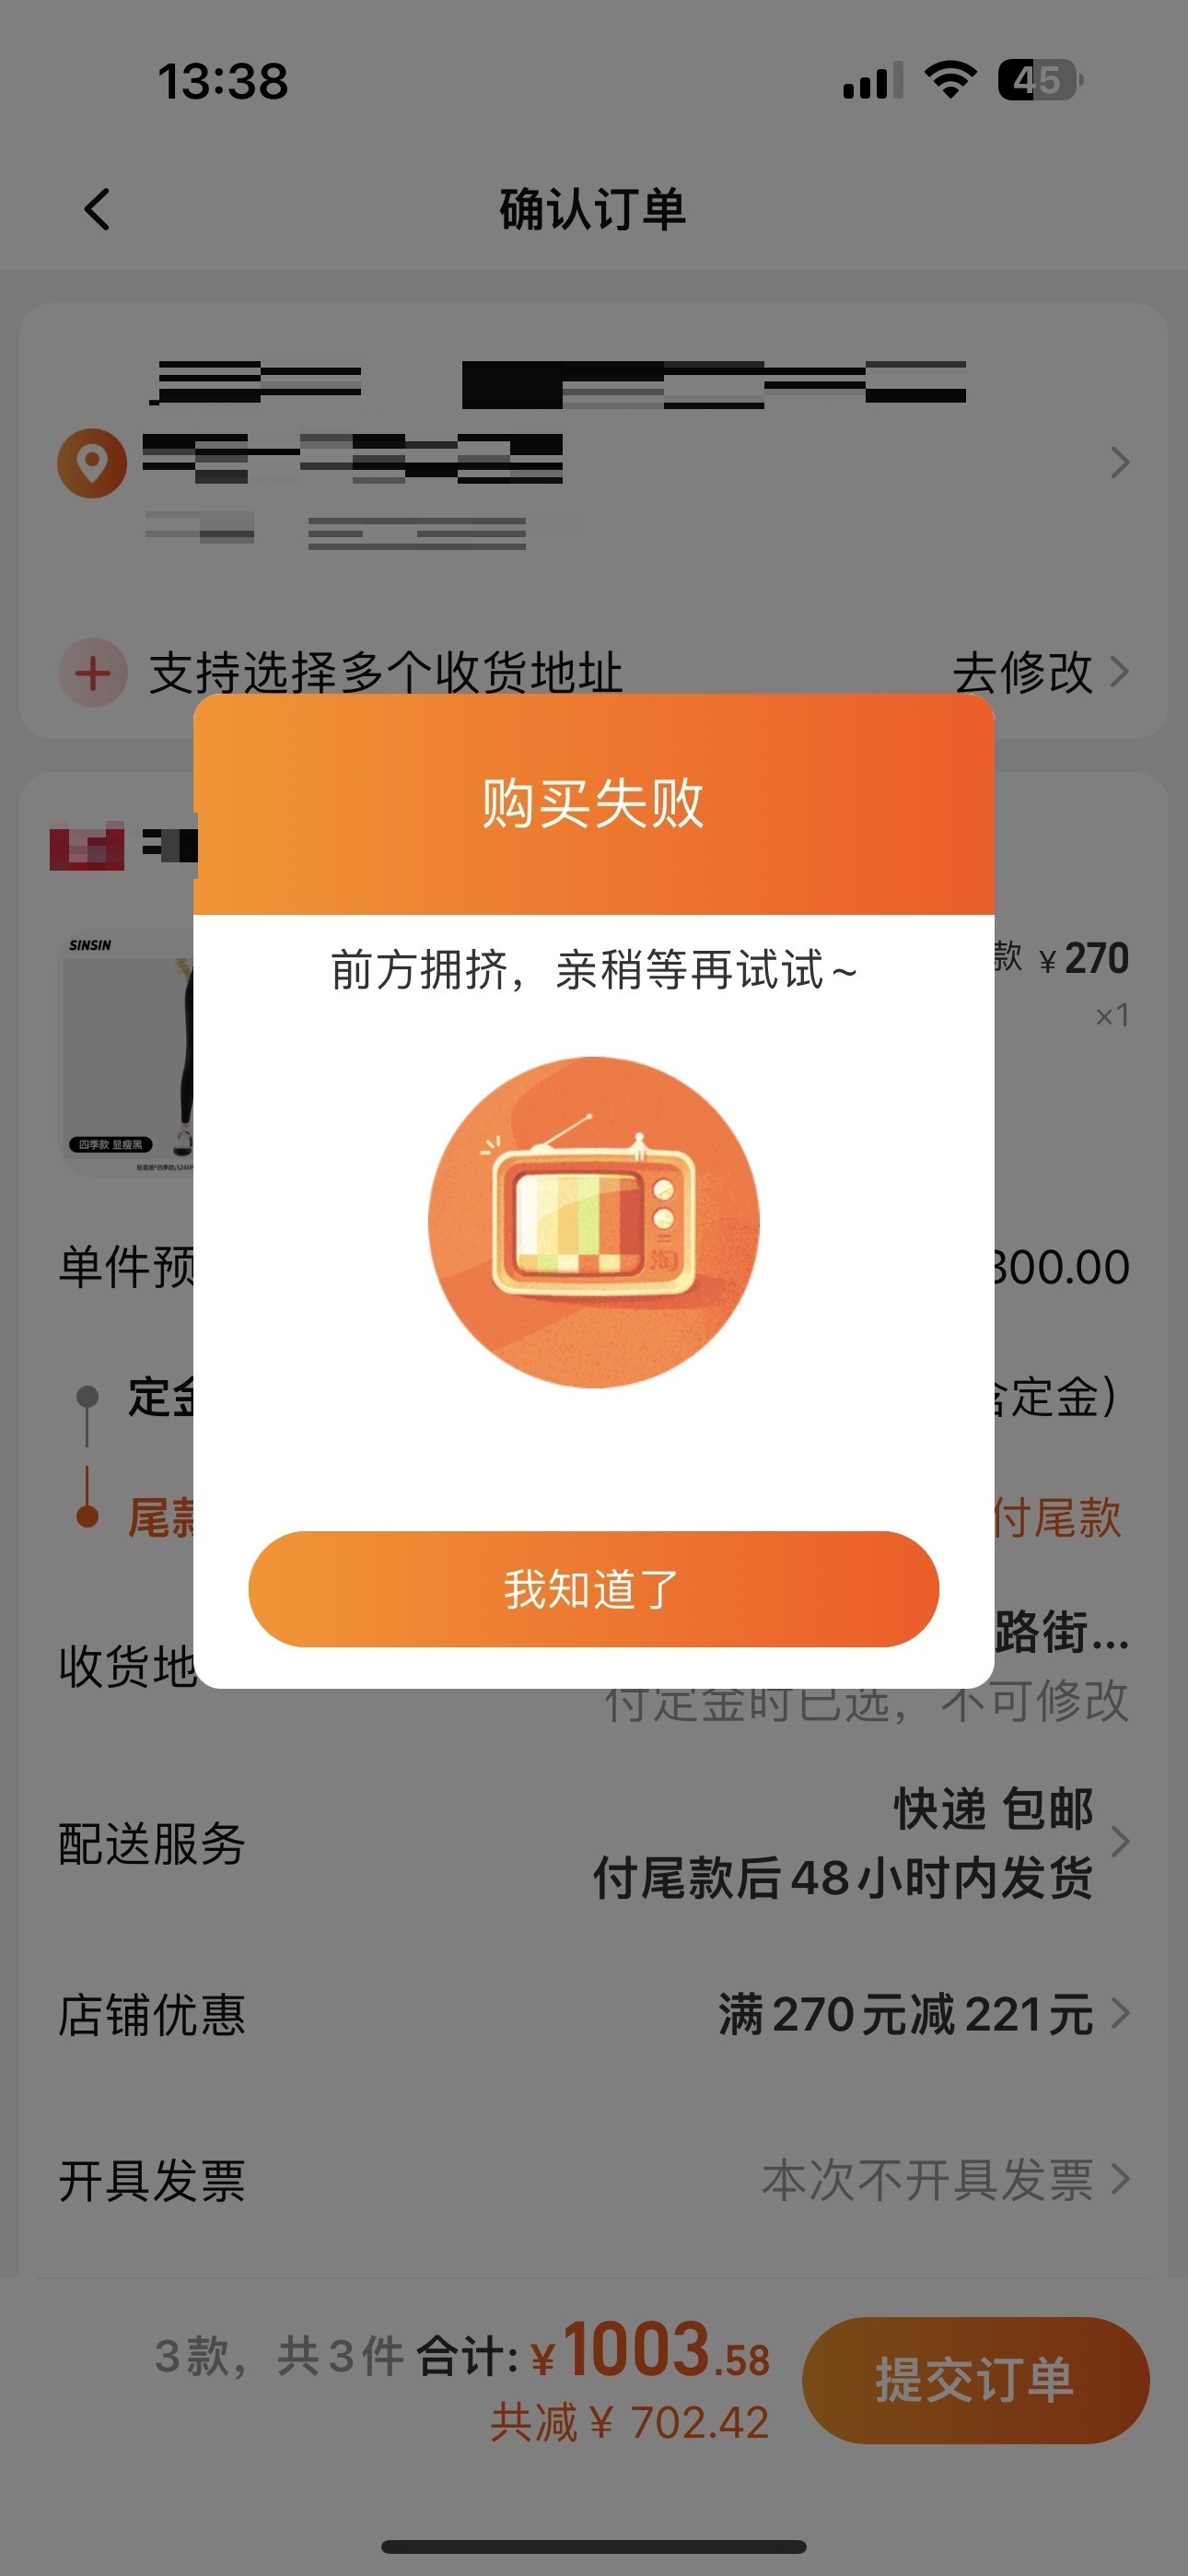 13:38
45
确认订单
支持选择多个收货地址
去修改
购买失败
前方拥挤，亲稍等再试试~
SINSIN
款 ¥270
×1
四季款 显瘦黑
淘
单件预
300.00
定金
含定金）
尾款
付尾款
我知道了
收货地
路街...
付定金时已选，不可修改
配送服务
快递 包邮
付尾款后48小时内发货
店铺优惠
满270元减221元
开具发票
本次不开具发票
3款，共3件 合计: ¥1003.58
共减 ¥ 702.42
提交订单